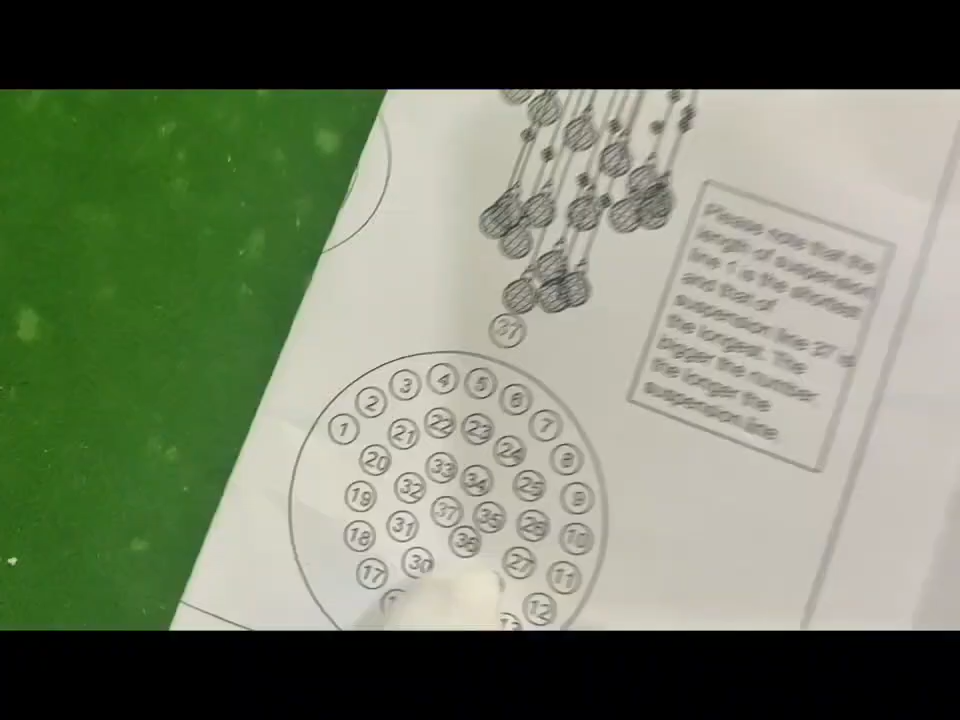 37
Please note that the
length of suspension
line 1 is the shortest
and that of
suspension line 37 is
the longest. The
bigger the number,
the longer the
suspension line.
1 2 3 4 5 6 7 8
20 21 22 23 24 25 9
19 32 33 34 35 26 10
18 31 37 36 27 11
17 30 12